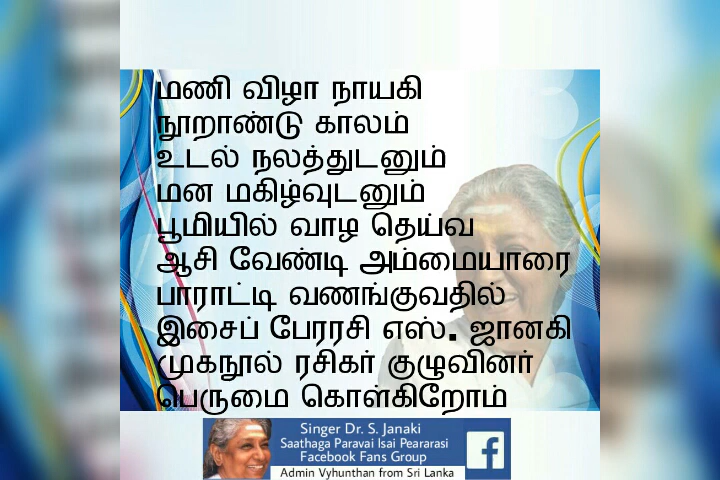 மணி விழா நாயகி
நூறாண்டு காலம்
உடல் நலத்துடனும்
மன மகிழ்வுடனும்
பூமியில் வாழ தெய்வ
ஆசி வேண்டி அம்மையாரை
பாராட்டி வணங்குவதில்
இசைப் பேரரசி எஸ். ஜானகி
முகநூல் ரசிகர் குழுவினர்
பெருமை கொள்கிறோம்
Singer Dr. S. Janaki
Saathaga Paravai Isai Peararasi
Facebook Fans Group
Admin Vyhunthan from Sri Lanka